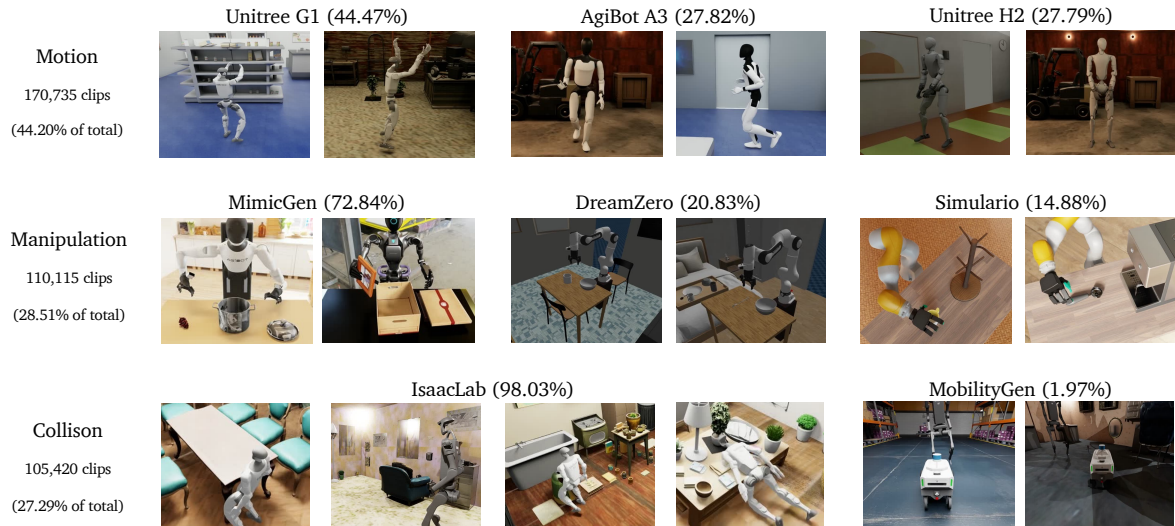 Unitree G1 (44.47%)
AgiBot A3 (27.82%)
Unitree H2 (27.79%)
Motion
170,735 clips
(44.20% of total)
MimicGen (72.84%)
DreamZero (20.83%)
Simulario (14.88%)
Manipulation
110,115 clips
(28.51% of total)
IsaacLab (98.03%)
MobilityGen (1.97%)
Collison
105,420 clips
(27.29% of total)